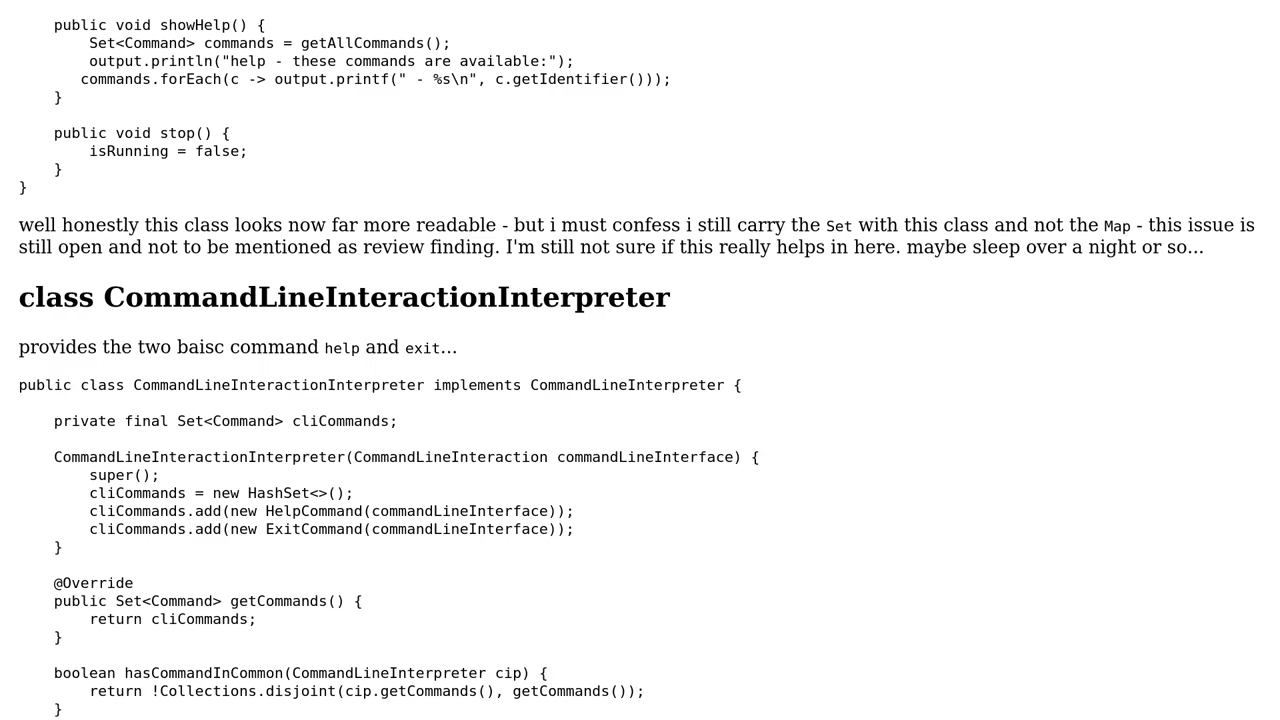 public void showHelp() {
        Set<Command> commands = getAllCommands();
        output.println("help - these commands are available:");
       commands.forEach(c -> output.printf(" - %s\n", c.getIdentifier()));
    }

    public void stop() {
        isRunning = false;
    }
}
well honestly this class looks now far more readable - but i must confess i still carry the Set with this class and not the Map - this issue is
still open and not to be mentioned as review finding. I'm still not sure if this really helps in here. maybe sleep over a night or so...
class CommandLineInteractionInterpreter
provides the two baisc command help and exit...
public class CommandLineInteractionInterpreter implements CommandLineInterpreter {

    private final Set<Command> cliCommands;

    CommandLineInteractionInterpreter(CommandLineInteraction commandLineInterface) {
        super();
        cliCommands = new HashSet<>();
        cliCommands.add(new HelpCommand(commandLineInterface));
        cliCommands.add(new ExitCommand(commandLineInterface));
    }

    @Override
    public Set<Command> getCommands() {
        return cliCommands;
    }

    boolean hasCommandInCommon(CommandLineInterpreter cip) {
        return !Collections.disjoint(cip.getCommands(), getCommands());
    }